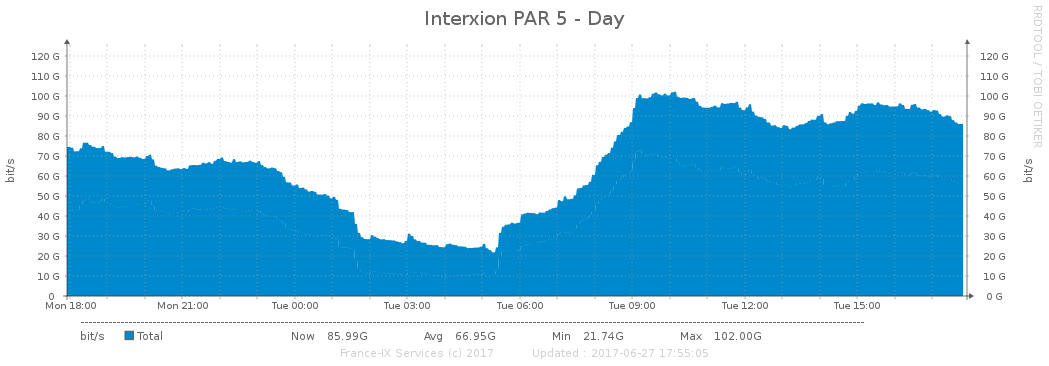 Interxion PAR 5 - Day
RRDTOOL / TOBI OETIKER
bit/s
120 G 120 G
110 G 110 G
100 G 100 G
90 G 90 G
80 G 80 G
70 G 70 G
60 G 60 G
50 G 50 G
40 G 40 G
30 G 30 G
20 G 20 G
10 G 10 G
0 0 G
bit/s
Mon 18:00 Mon 21:00 Tue 00:00 Tue 03:00 Tue 06:00 Tue 09:00 Tue 12:00 Tue 15:00
bit/s Total Now 85.99G Avg 66.95G Min 21.74G Max 102.00G
France-IX Services (c) 2017 Updated : 2017-06-27 17:55:05